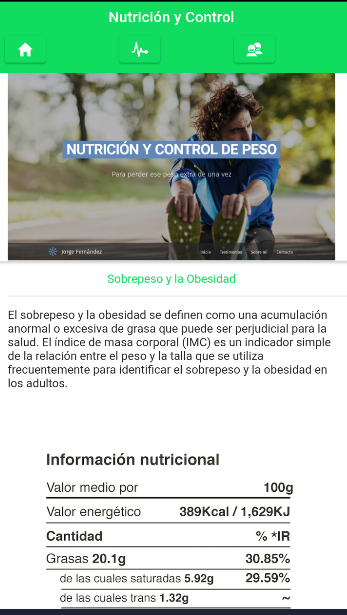 Nutrición y Control
NUTRICIÓN Y CONTROL DE PESO
Para perder ese peso extra de una vez
Jorge Fernández
Inicio Testimonios Sobre mí Contacto
Sobrepeso y la Obesidad
El sobrepeso y la obesidad se definen como una acumulación
anormal o excesiva de grasa que puede ser perjudicial para la
salud. El índice de masa corporal (IMC) es un indicador simple
de la relación entre el peso y la talla que se utiliza
frecuentemente para identificar el sobrepeso y la obesidad en
los adultos.
Información nutricional
Valor medio por 100g
Valor energético 389Kcal / 1,629KJ
Cantidad % *IR
Grasas 20.1g 30.85%
de las cuales saturadas 5.92g 29.59%
de las cuales trans 1.32g ~